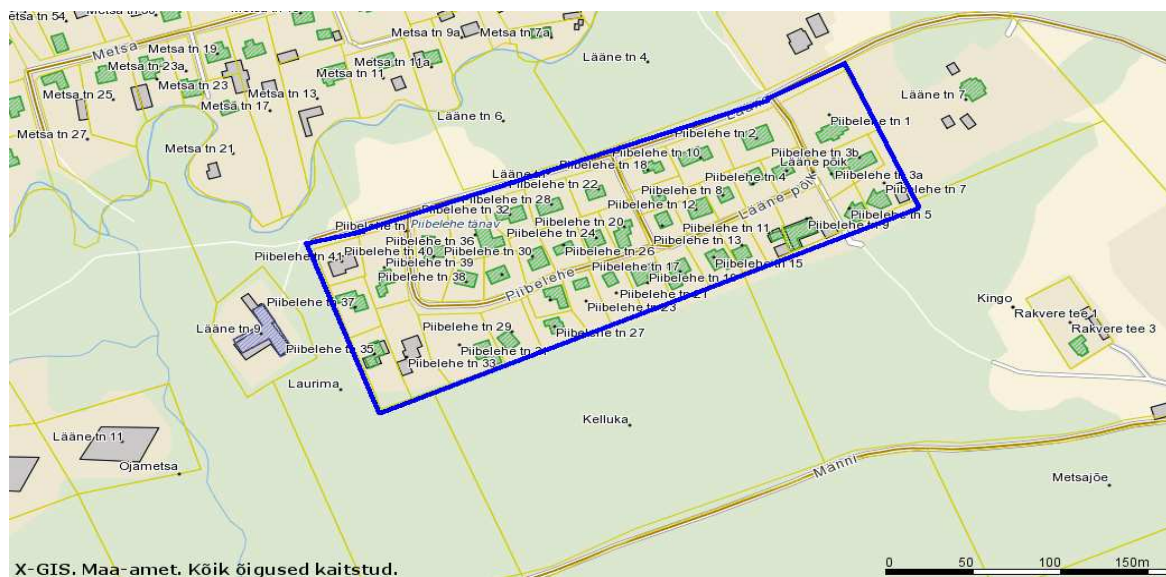 etsa tn 54
Metsa
Metsa tn 19
Metsa tn 9a
Metsa tn 7a
Lääne tn 4
Metsa tn 23a
Metsa tn 11a
Metsa tn 11
Metsa tn 25
Metsa tn 23
Metsa tn 13
Metsa tn 17
Lääne tn 7
Lääne
Metsa tn 27
Lääne tn 6
Piibelehe tn 1
Metsa tn 21
Piibelehe tn 2
Piibelehe tn 10
Piibelehe tn 3b
Piibelehe tn 18
Lääne põik
Piibelehe tn 4
Piibelehe tn 3a
Piibelehe tn 22
Piibelehe tn 8
Piibelehe tn 7
Piibelehe tn 28
Piibelehe tn 12
Lääne põik
Piibelehe tn 32
Piibelehe tn 5
Piibelehe tn 20
Piibelehe tn 9
Piibelehe tänav
Piibelehe tn 24
Piibelehe tn 11
Piibelehe tn 36
Piibelehe tn 13
Piibelehe tn 40
Piibelehe tn 30
Piibelehe tn 26
Piibelehe tn 41
Piibelehe tn 39
Piibelehe tn 17
Piibelehe tn 15
Piibelehe tn 38
Piibelehe
Piibelehe tn 21
Piibelehe tn 37
Piibelehe tn 23
Kingo
Rakvere tee 1
Lääne tn 9
Piibelehe tn 29
Piibelehe tn 27
Rakvere tee 3
Piibelehe tn 35
Piibelehe tn 33
Laurima
Kelluka
Lääne tn 11
Ojametsa
Männi
Metsajõe
X-GIS. Maa-amet. Kõik õigused kaitstud.
0 50 100 150m